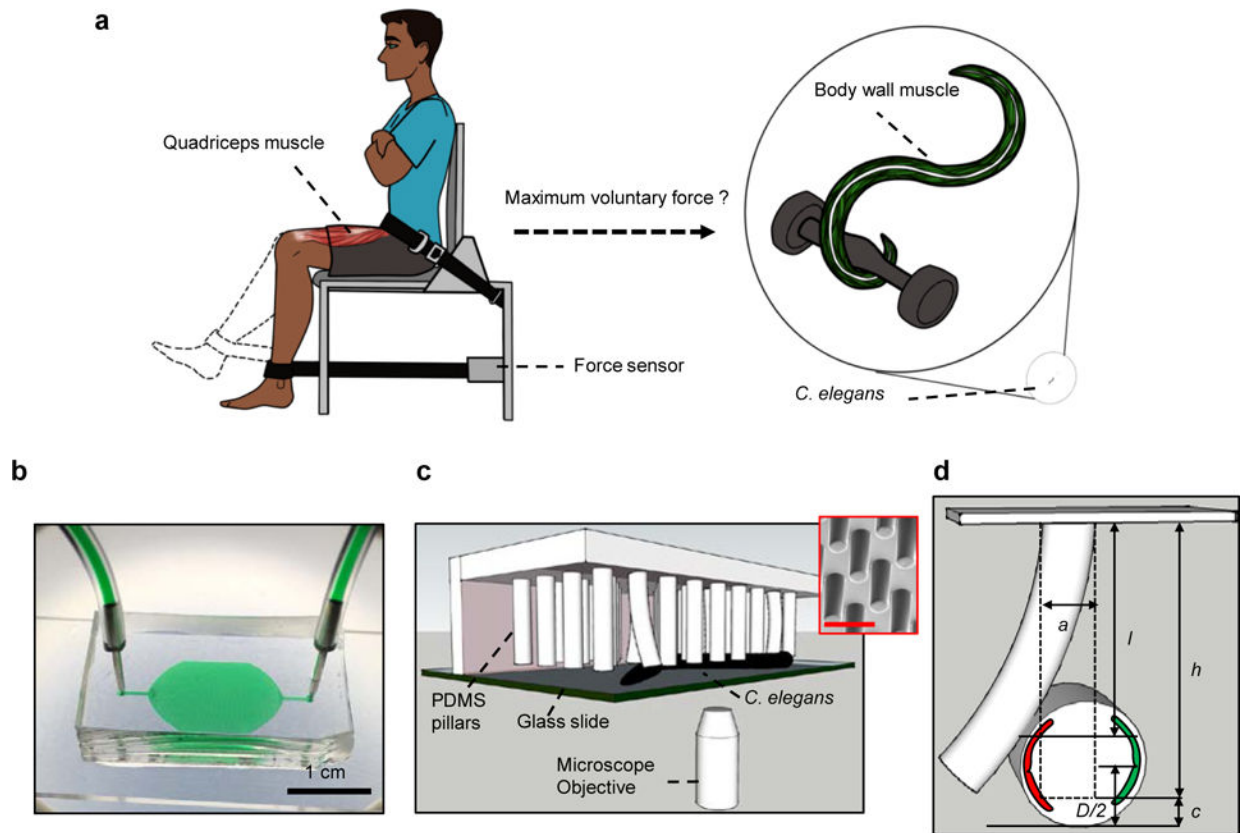 a
Quadriceps muscle
Maximum voluntary force ?
Body wall muscle
Force sensor
C. elegans
b
1 cm
c
PDMS
pillars
Glass slide
C. elegans
Microscope
Objective
d
a
l
h
D/2
c